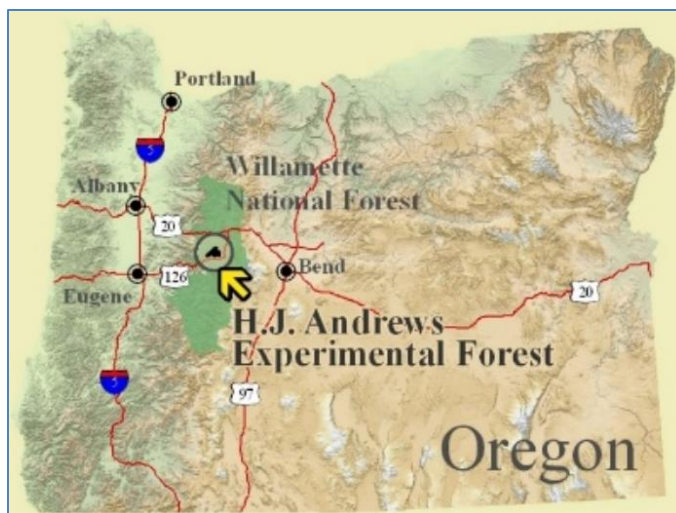 Portland
5
Willamette
National Forest
Albany
20
126
Bend
Eugene
20
H.J. Andrews
Experimental Forest
5
97
Oregon